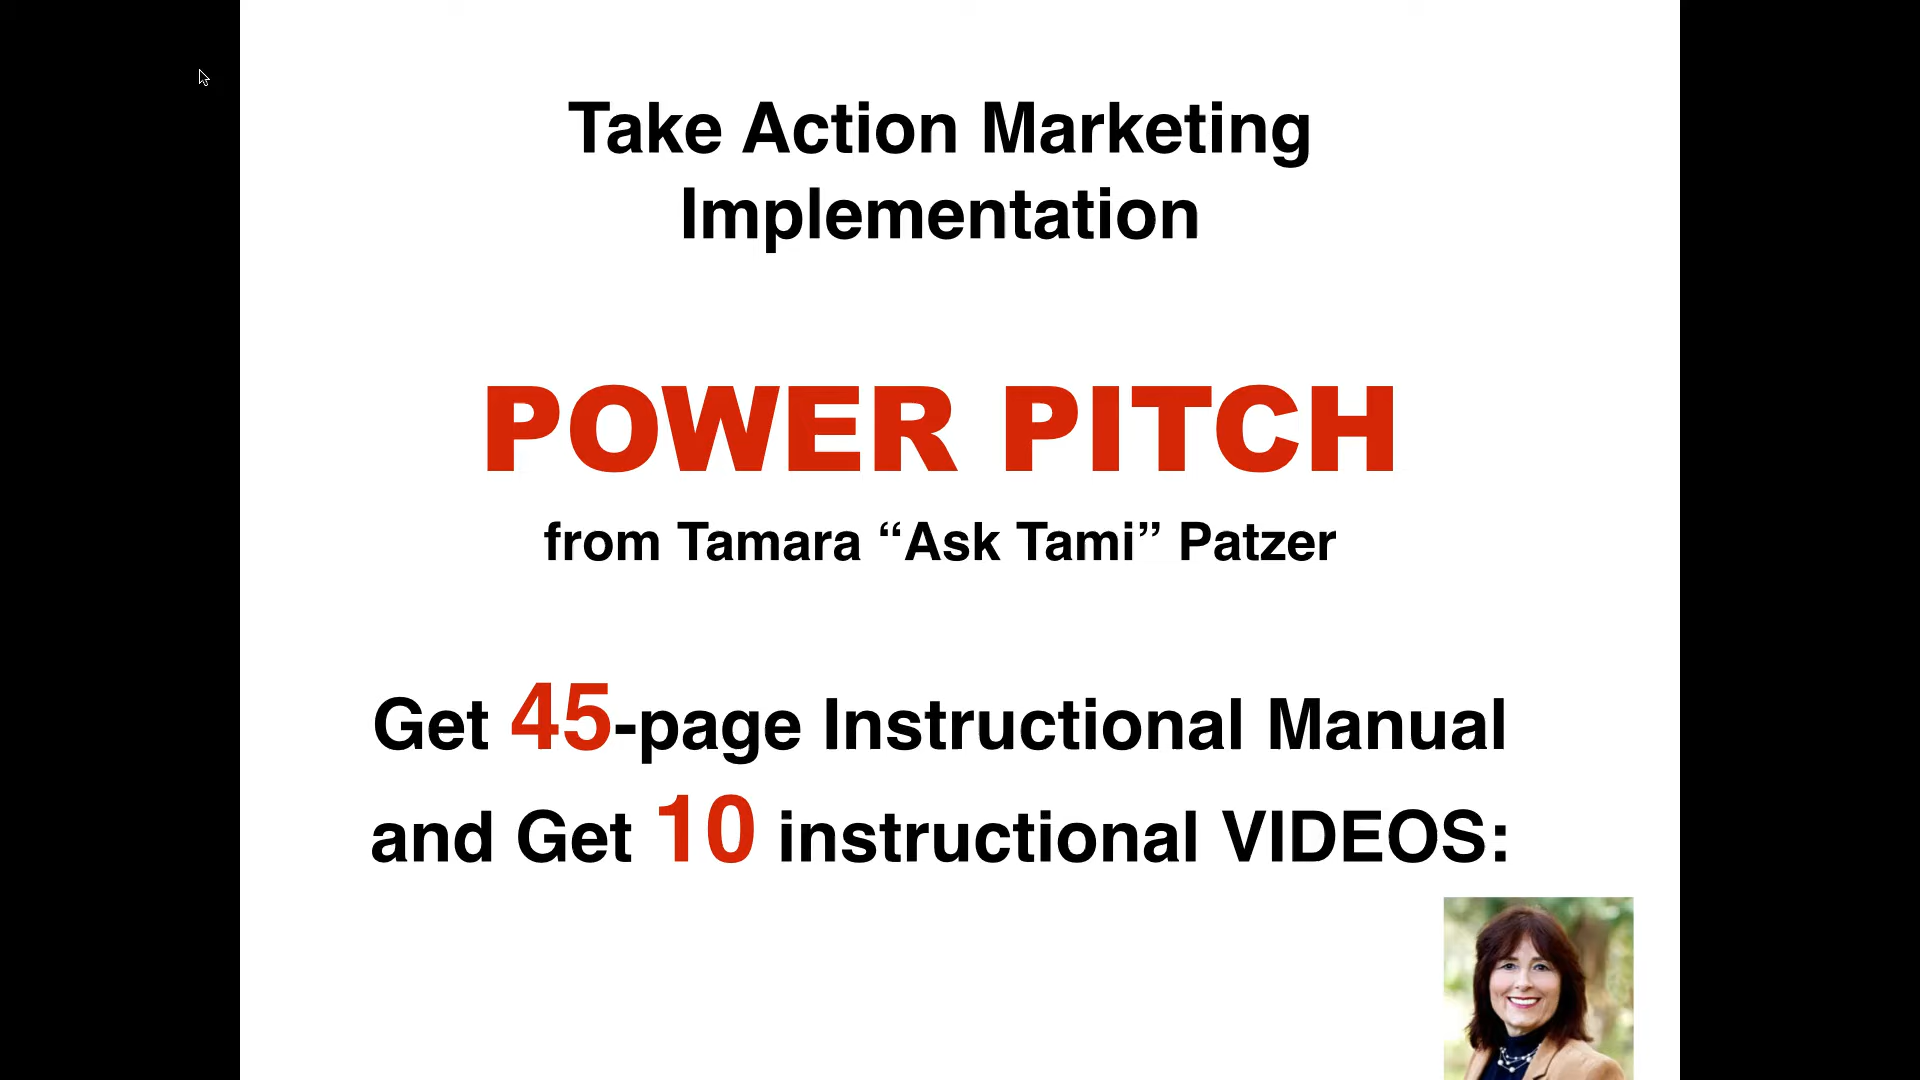 Take Action Marketing
Implementation
POWER PITCH
from Tamara “Ask Tami” Patzer
Get 45-page Instructional Manual
and Get 10 instructional VIDEOS: